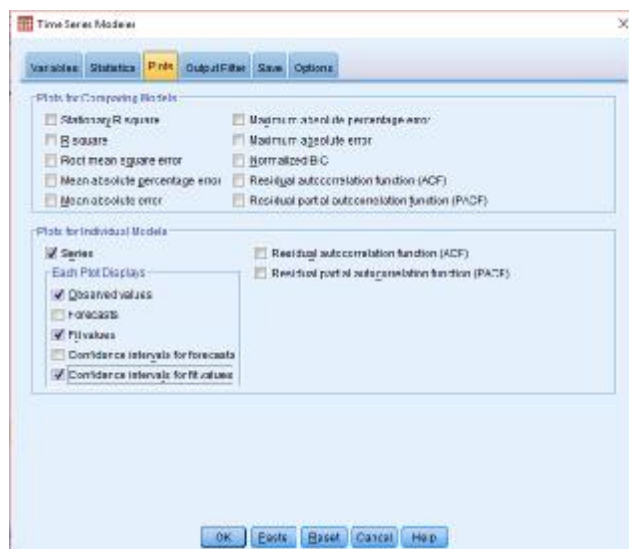 Time Series Modeler
Variables Statistics Plots Output Filter Save Options
Plots for Comparing Models
Stationary R square
Maximum absolute percentage error
R square
Maximum absolute error
Root mean square error
Normalized BIC
Mean absolute percentage error
Residual autocorrelation function (ACF)
Mean absolute error
Residual partial autocorrelation function (PACF)
Plots for Individual Models
Series
Residual autocorrelation function (ACF)
Each Plot Displays
Residual partial autocorrelation function (PACF)
Observed values
Forecasts
Fit values
Confidence intervals for forecasts
Confidence intervals for fit values
OK Paste Reset Cancel Help